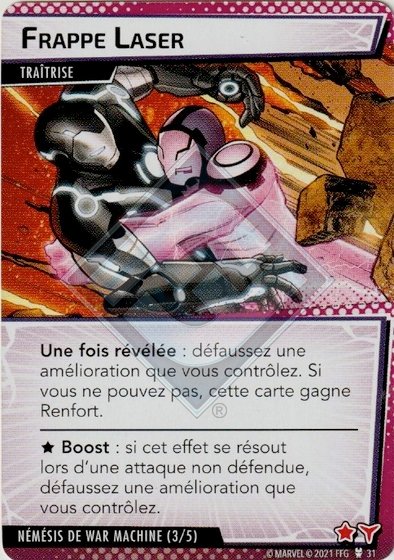 FRAPPE LASER
TRAÎTRISE
Une fois révélée : défaussez une
amélioration que vous contrôlez. Si
vous ne pouvez pas, cette carte gagne
Renfort.
★ Boost : si cet effet se résout
lors d’une attaque non défendue,
défaussez une amélioration que
vous contrôlez.
NÉMÉSIS DE WAR MACHINE (3/5)
© MARVEL © 2021 FFG 31
®